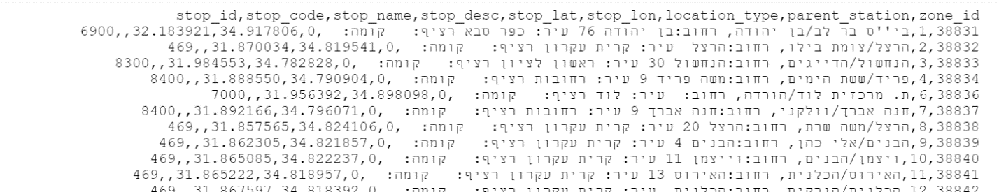 stop_id,stop_code,stop_name,stop_desc,stop_lat,stop_lon,location_type,parent_station,zone_id
1,38831,בי''ס בר לב/בן יהודה, רחוב:בן יהודה 76 עיר: כפר סבא רציף:   קומה:  ,32.183921,34.917806,0,,6900
2,38832,הרצל/צומת בילו, רחוב:הרצל  עיר: קרית עקרון רציף:   קומה:  ,31.870034,34.819541,0,,469
3,38833,הנחשול/הדייגים, רחוב:הנחשול 30 עיר: ראשון לציון רציף:   קומה:  ,31.984553,34.782828,0,,8300
4,38834,פריד/ששת הימים, רחוב:משה פריד 9 עיר: רחובות רציף:   קומה:  ,31.888550,34.790904,0,,8400
6,38836,ת. מרכזית לוד/הורדה, רחוב:  עיר: לוד רציף:   קומה:  ,31.956392,34.898098,0,,7000
7,38837,חנה אברך/וולקני, רחוב:חנה אברך 9 עיר: רחובות רציף:   קומה:  ,31.892166,34.796071,0,,8400
8,38838,הרצל/משה שרת, רחוב:הרצל 20 עיר: קרית עקרון רציף:   קומה:  ,31.857565,34.824106,0,,469
9,38839,הבנים/אלי כהן, רחוב:הבנים 4 עיר: קרית עקרון רציף:   קומה:  ,31.862305,34.821857,0,,469
10,38840,ויצמן/הבנים, רחוב:וייצמן 11 עיר: קרית עקרון רציף:   קומה:  ,31.865085,34.822237,0,,469
11,38841,האירוס/הכלנית, רחוב:האירוס 13 עיר: קרית עקרון רציף:   קומה:  ,31.865222,34.818957,0,,469
12,38842,הכלנית/הנרקיס, רחוב:הכלנית  עיר: קרית עקרון רציף:   קומה:  ,31.867597,34.818392,0,,469